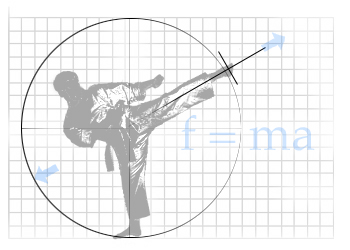 f = ma